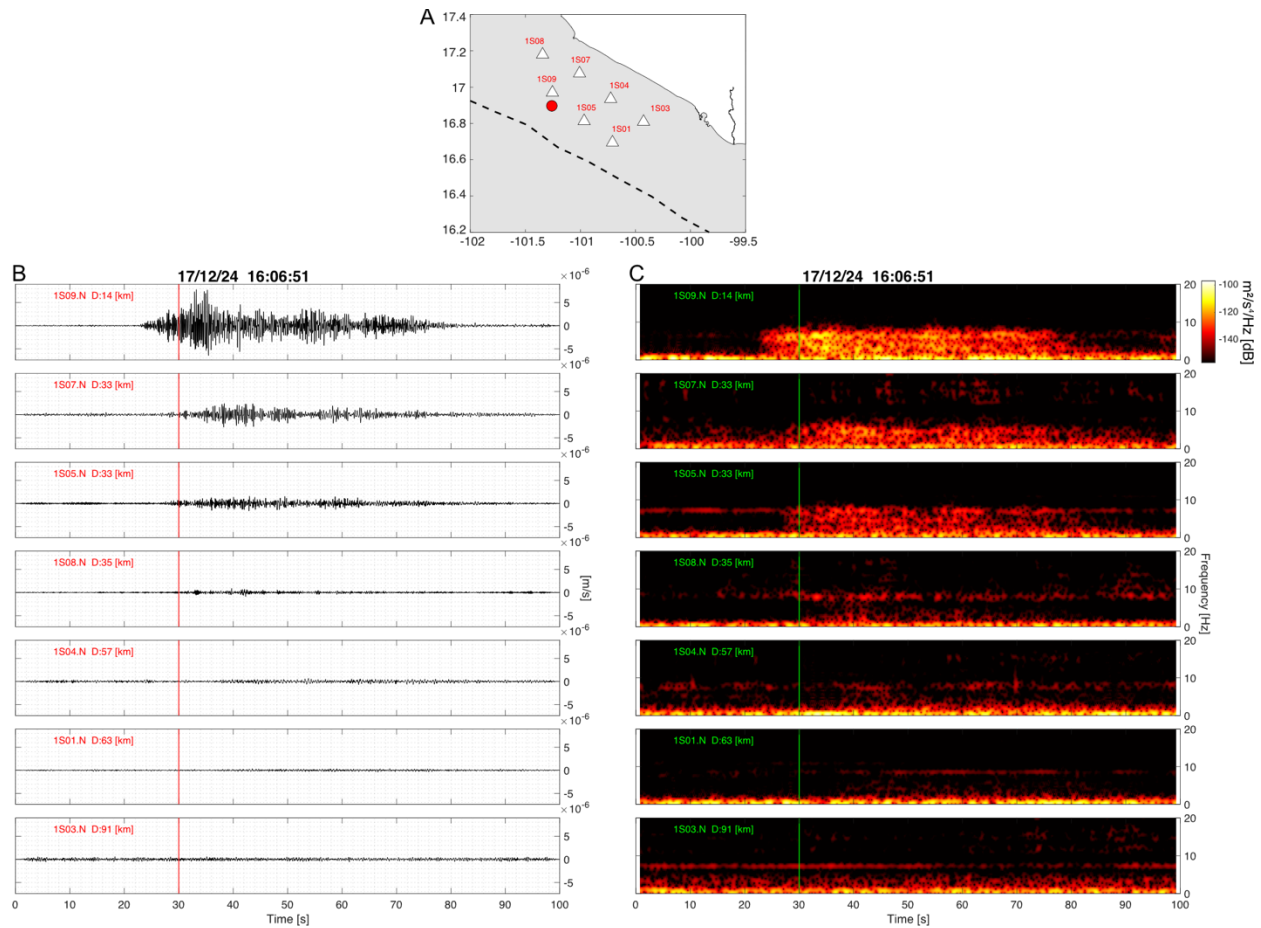 A
17.4
17.2
17
16.8
16.6
16.4
16.2
-102
-101.5
-101
-100.5
-100
-99.5
1S08
1S07
1S09
1S04
1S05
1S03
1S01
B
17/12/24 16:06:51
×10⁻⁶
1S09.N D:14 [km]
5
0
-5
×10⁻⁶
1S07.N D:33 [km]
5
0
-5
×10⁻⁶
1S05.N D:33 [km]
5
0
-5
×10⁻⁶
1S08.N D:35 [km]
5
0
-5
[m/s]
×10⁻⁶
1S04.N D:57 [km]
5
0
-5
×10⁻⁶
1S01.N D:63 [km]
5
0
-5
×10⁻⁶
1S03.N D:91 [km]
5
0
-5
0 10 20 30 40 50 60 70 80 90 100
Time [s]
C
17/12/24 16:06:51
1S09.N D:14 [km]
20
10
0
-100
-120
-140
m²/s⁴/Hz [dB]
1S07.N D:33 [km]
20
10
0
1S05.N D:33 [km]
20
10
0
1S08.N D:35 [km]
20
10
0
Frequency [Hz]
1S04.N D:57 [km]
20
10
0
1S01.N D:63 [km]
20
10
0
1S03.N D:91 [km]
20
10
0
0 10 20 30 40 50 60 70 80 90 100
Time [s]